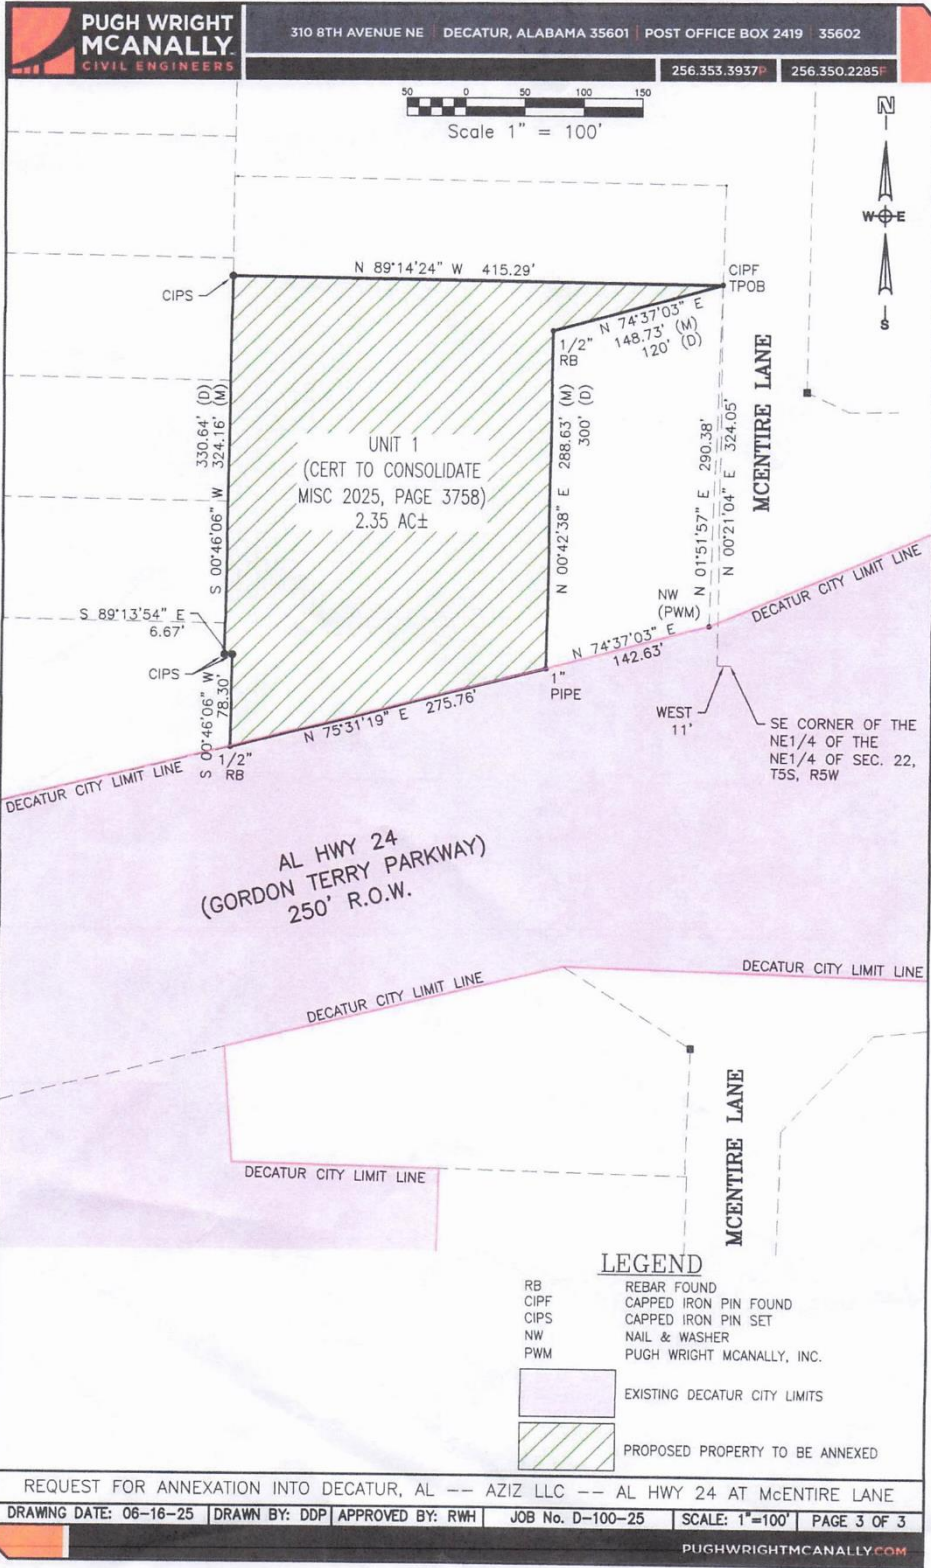 PUGH WRIGHT
MCANALLY
CIVIL ENGINEERS
310 8TH AVENUE NE | DECATUR, ALABAMA 35601 | POST OFFICE BOX 2419 | 35602
256.353.3937P | 256.350.2285F
50 0 50 100 150
Scale 1" = 100'
N
W E
S
N 89°14'24" W 415.29'
CIPS
CIPF
TPOB
N 74°37'03" E
148.73' (M)
120' (D)
1/2"
RB
MCENTIRE LANE
330.64' (D)
324.16' (M)
S 00°46'06" W
UNIT 1
(CERT TO CONSOLIDATE
MISC 2025, PAGE 3758)
2.35 AC±
288.63' (M)
300' (D)
N 00°42'38" E
N 01°51'57" E 290.38'
N 00°21'04" E 324.05'
DECATUR CITY LIMIT LINE
NW
(PWM)
S 89°13'54" E
6.67'
N 74°37'03" E
142.63'
CIPS
1"
PIPE
S 00°46'06" W
78.30'
N 75°31'19" E 275.76'
WEST
11'
SE CORNER OF THE
NE1/4 OF THE
NE1/4 OF SEC. 22,
T5S, R5W
1/2"
RB
DECATUR CITY LIMIT LINE
AL HWY 24
(GORDON TERRY PARKWAY)
250' R.O.W.
DECATUR CITY LIMIT LINE
DECATUR CITY LIMIT LINE
MCENTIRE LANE
DECATUR CITY LIMIT LINE
LEGEND
RB REBAR FOUND
CIPF CAPPED IRON PIN FOUND
CIPS CAPPED IRON PIN SET
NW NAIL & WASHER
PWM PUGH WRIGHT MCANALLY, INC.
EXISTING DECATUR CITY LIMITS
PROPOSED PROPERTY TO BE ANNEXED
REQUEST FOR ANNEXATION INTO DECATUR, AL -- AZIZ LLC -- AL HWY 24 AT McENTIRE LANE
DRAWING DATE: 06-16-25 | DRAWN BY: DDP | APPROVED BY: RWH | JOB No. D-100-25 | SCALE: 1"=100' | PAGE 3 OF 3
PUGHWRIGHTMCANALLY.COM